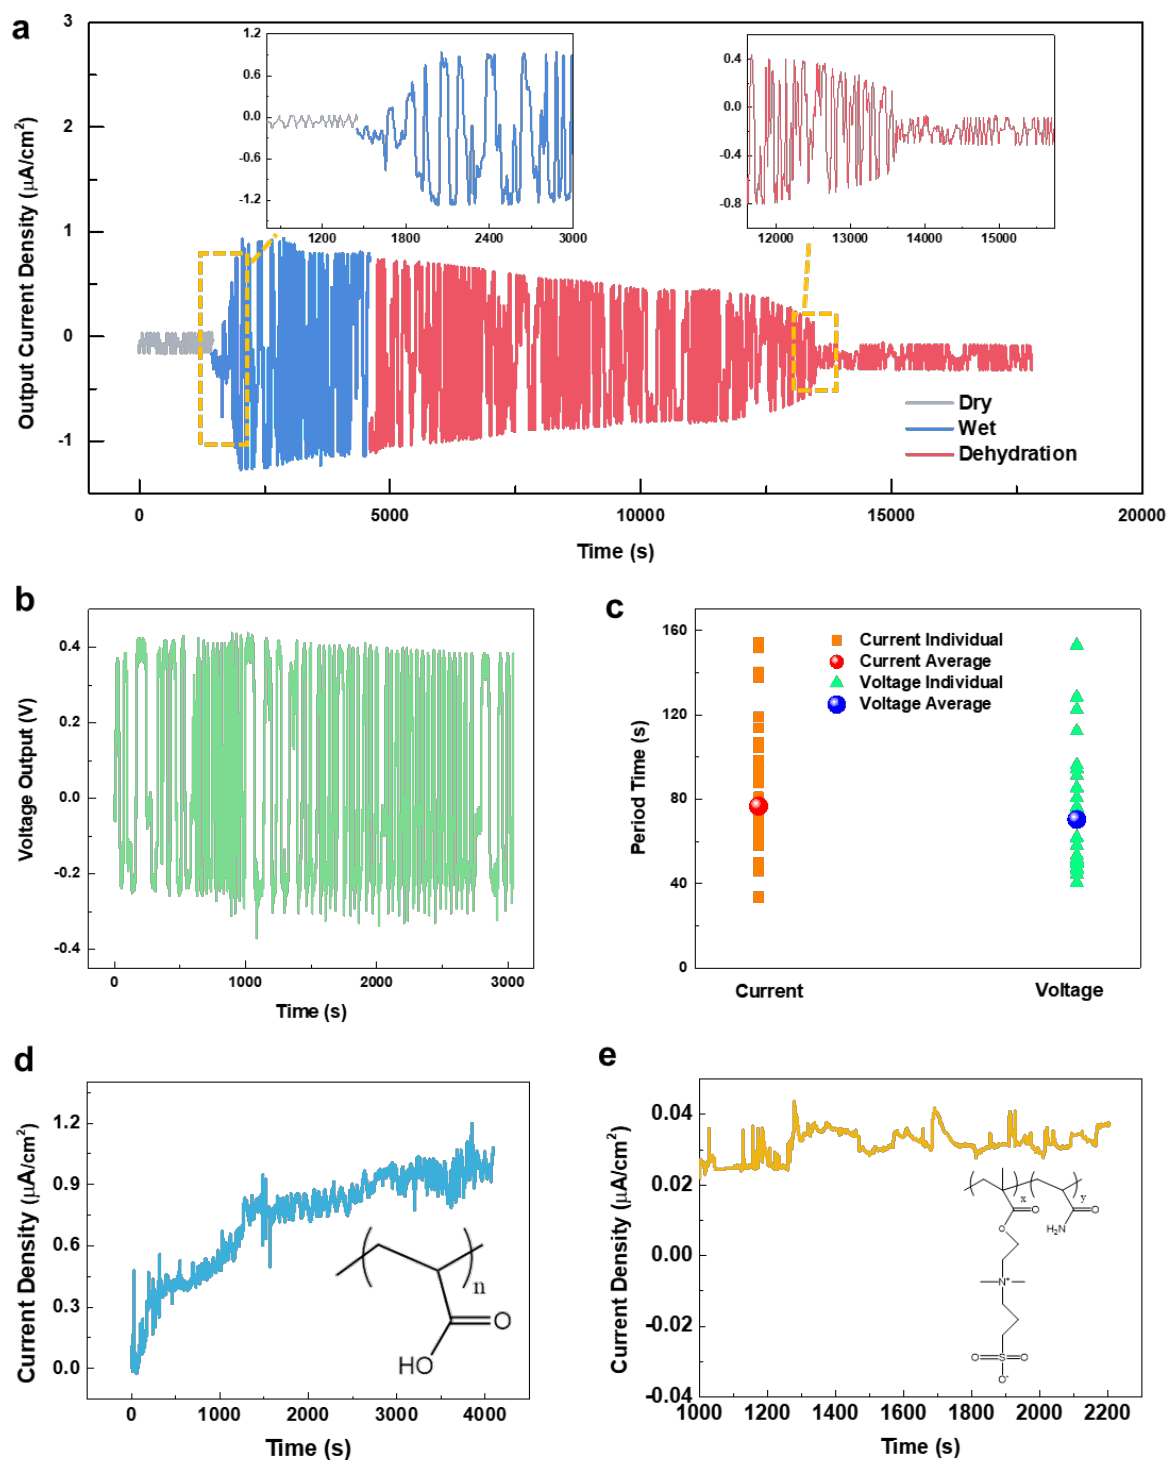 a
3
2
1
0
-1
Output Current Density (μA/cm²)
0
5000
10000
15000
20000
Time (s)
1.2
0.6
0.0
-0.6
-1.2
1200
1800
2400
3000
0.4
0.0
-0.4
-0.8
12000
13000
14000
15000
Dry
Wet
Dehydration
b
0.4
0.2
0.0
-0.2
-0.4
Voltage Output (V)
0
1000
2000
3000
Time (s)
c
160
120
80
40
0
Period Time (s)
Current Individual
Current Average
Voltage Individual
Voltage Average
Current
Voltage
d
1.2
0.9
0.6
0.3
0.0
Current Density (μA/cm²)
n
O
HO
0
1000
2000
3000
4000
Time (s)
e
0.04
0.02
0.00
-0.02
-0.04
Current Density (μA/cm²)
x
y
O
O
O
H₂N
N⁺
O
S
O
O⁻
1000
1200
1400
1600
1800
2000
2200
Time (s)